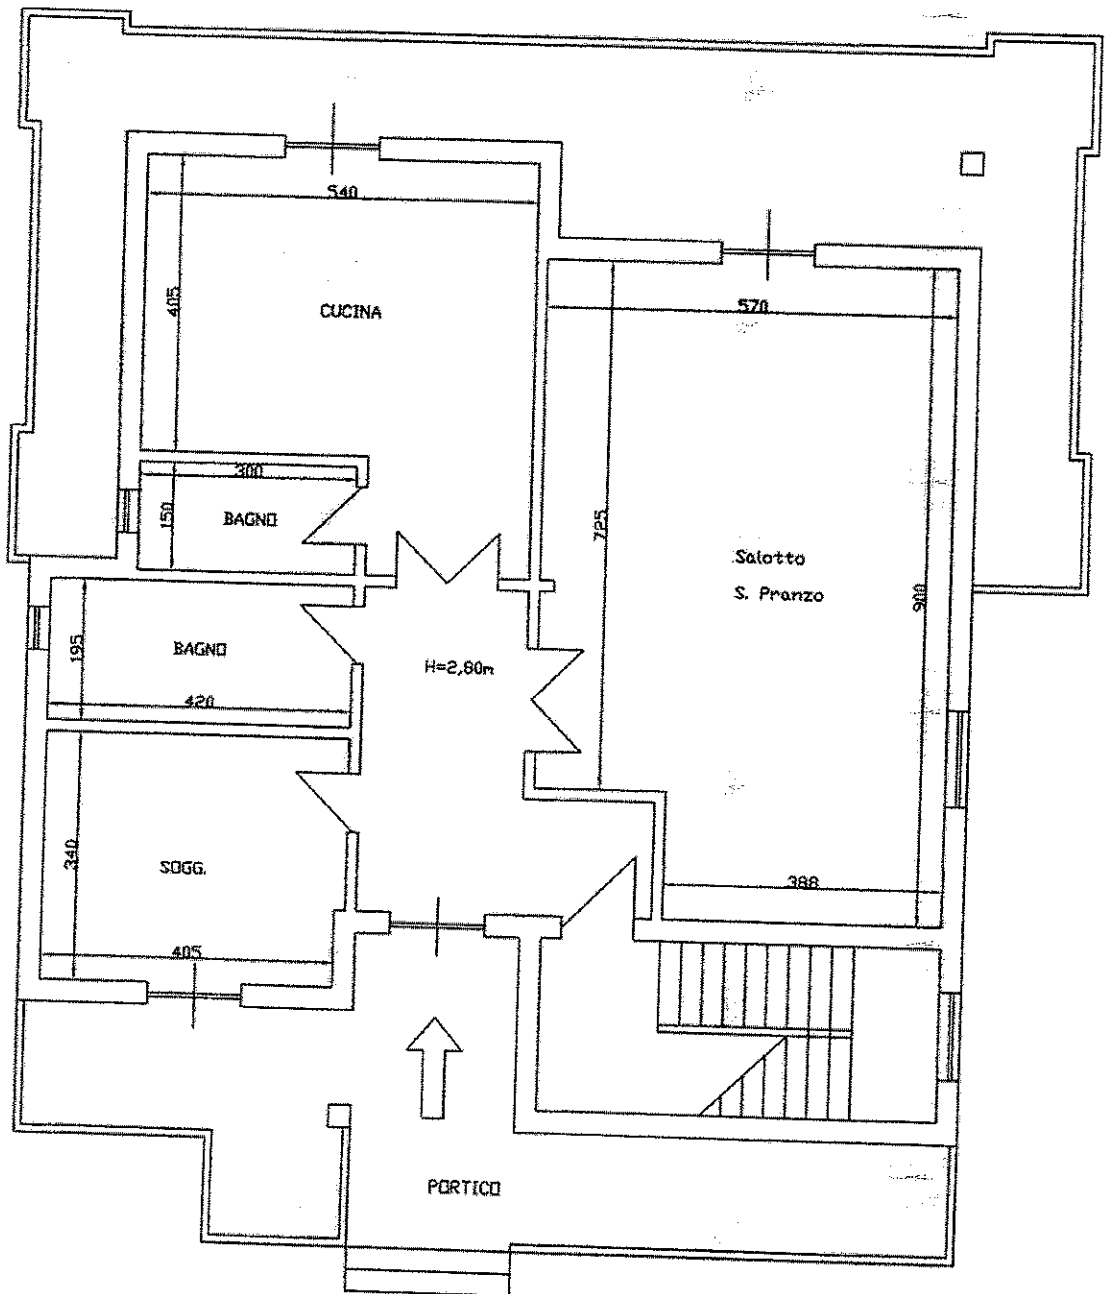 540
405
CUCINA
570
300
150
BAGNO
725
Salotto
S. Pranzo
900
195
BAGNO
420
H=2,80m
340
SOGG.
405
388
PORTICO